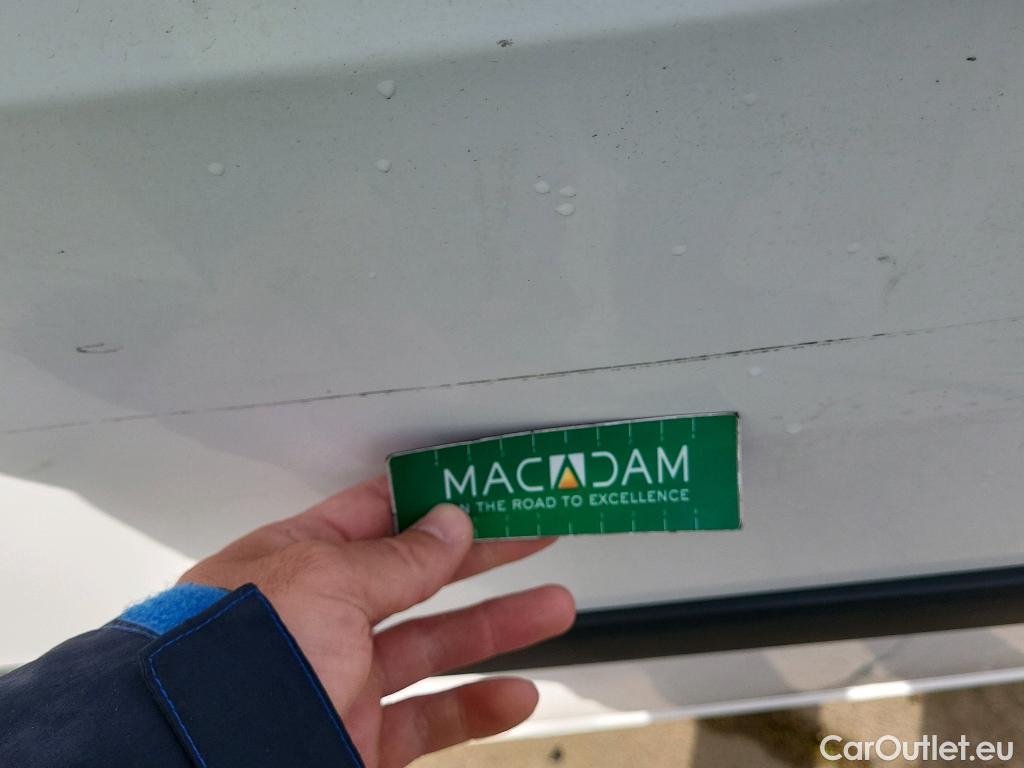 MACADAM
N THE ROAD TO EXCELLENCE
CarOutlet.eu